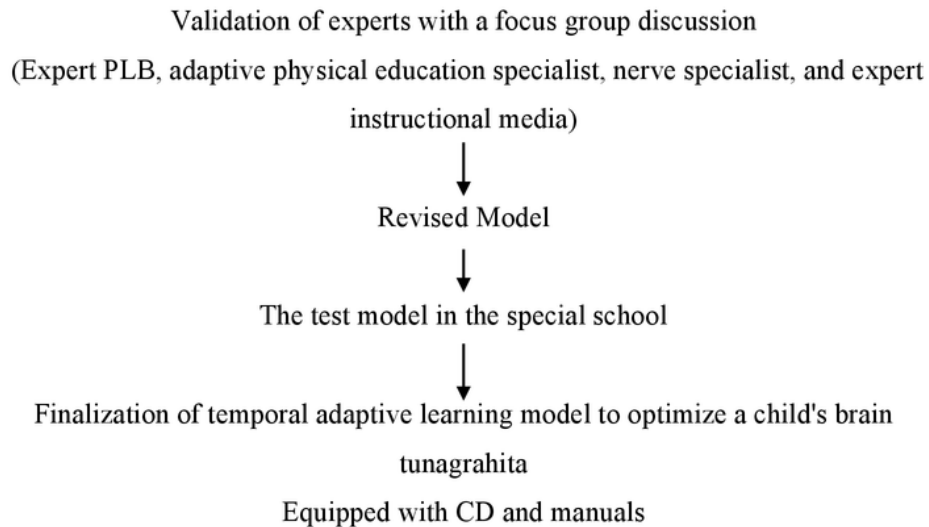 Validation of experts with a focus group discussion
(Expert PLB, adaptive physical education specialist, nerve specialist, and expert
instructional media)
Revised Model
The test model in the special school
Finalization of temporal adaptive learning model to optimize a child's brain
tunagrahita
Equipped with CD and manuals